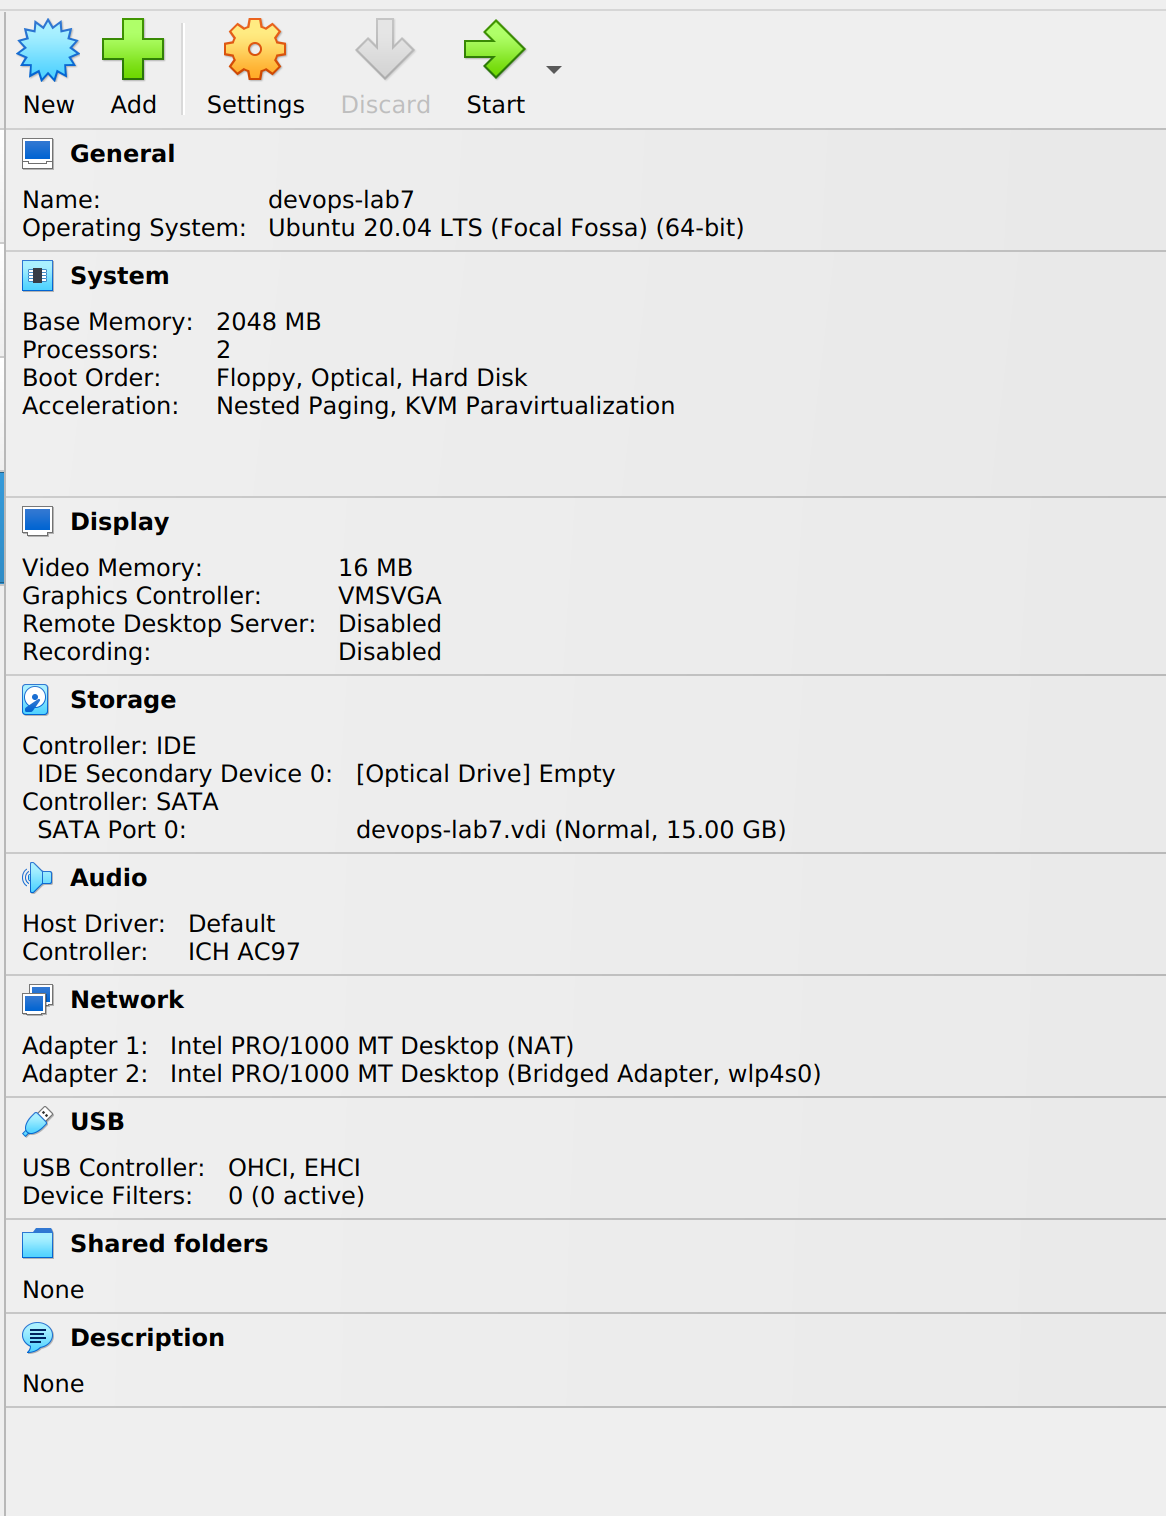 New Add Settings Discard Start
General
Name: devops-lab7
Operating System: Ubuntu 20.04 LTS (Focal Fossa) (64-bit)
System
Base Memory: 2048 MB
Processors: 2
Boot Order: Floppy, Optical, Hard Disk
Acceleration: Nested Paging, KVM Paravirtualization
Display
Video Memory: 16 MB
Graphics Controller: VMSVGA
Remote Desktop Server: Disabled
Recording: Disabled
Storage
Controller: IDE
IDE Secondary Device 0: [Optical Drive] Empty
Controller: SATA
SATA Port 0: devops-lab7.vdi (Normal, 15.00 GB)
Audio
Host Driver: Default
Controller: ICH AC97
Network
Adapter 1: Intel PRO/1000 MT Desktop (NAT)
Adapter 2: Intel PRO/1000 MT Desktop (Bridged Adapter, wlp4s0)
USB
USB Controller: OHCI, EHCI
Device Filters: 0 (0 active)
Shared folders
None
Description
None